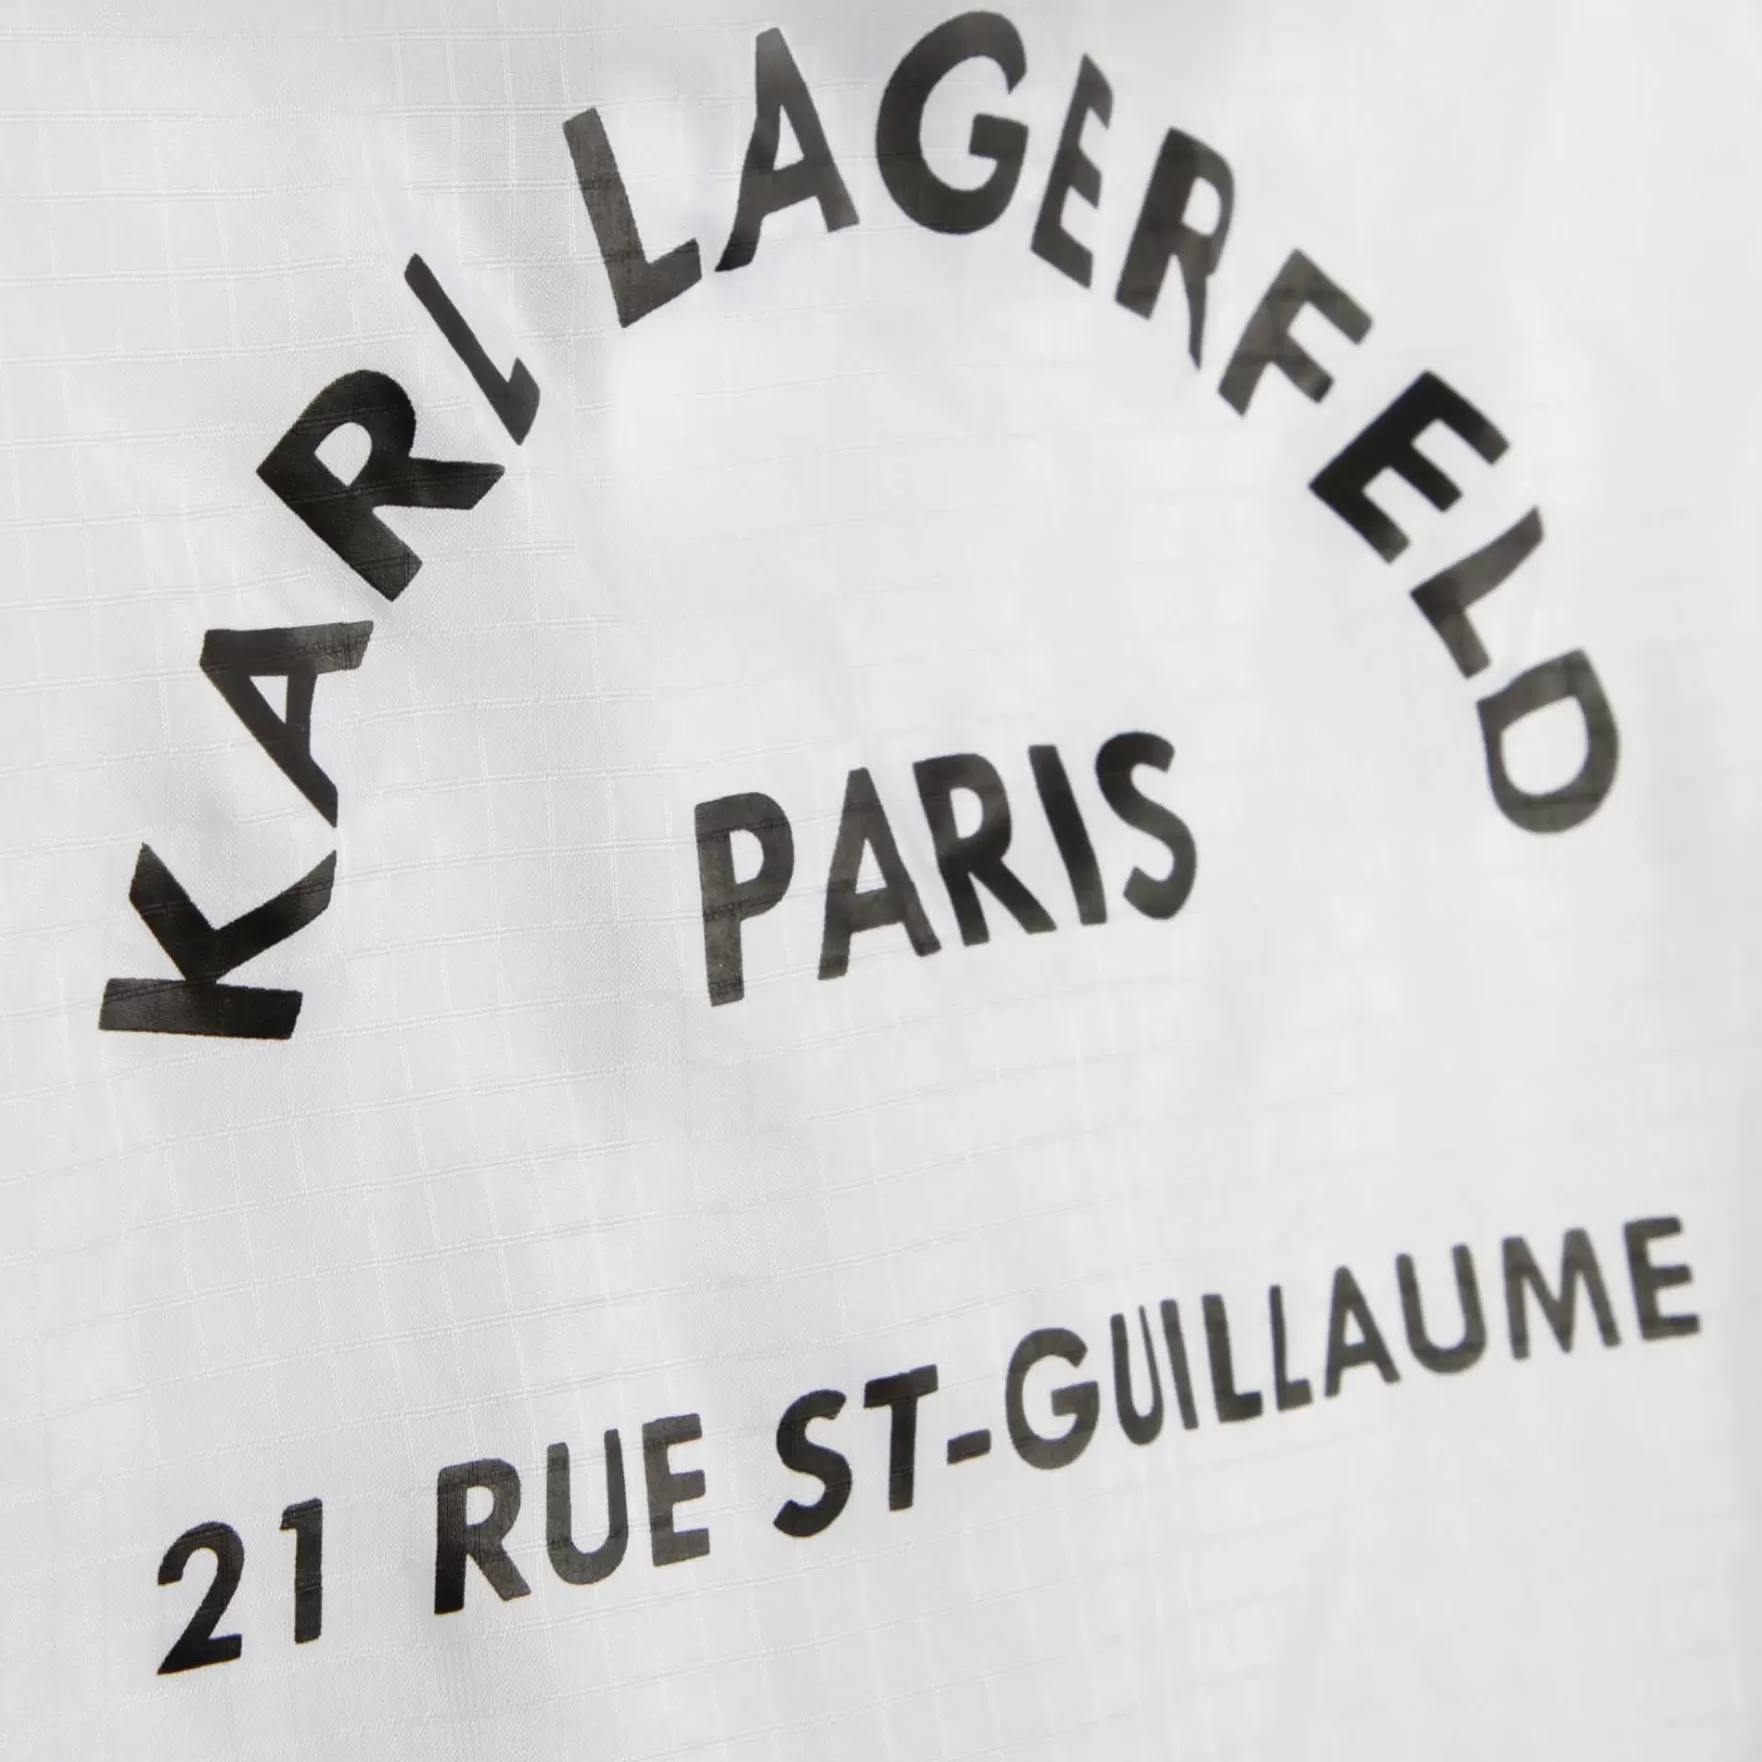 KARL LAGERFELD
PARIS
21 RUE ST-GUILLAUME